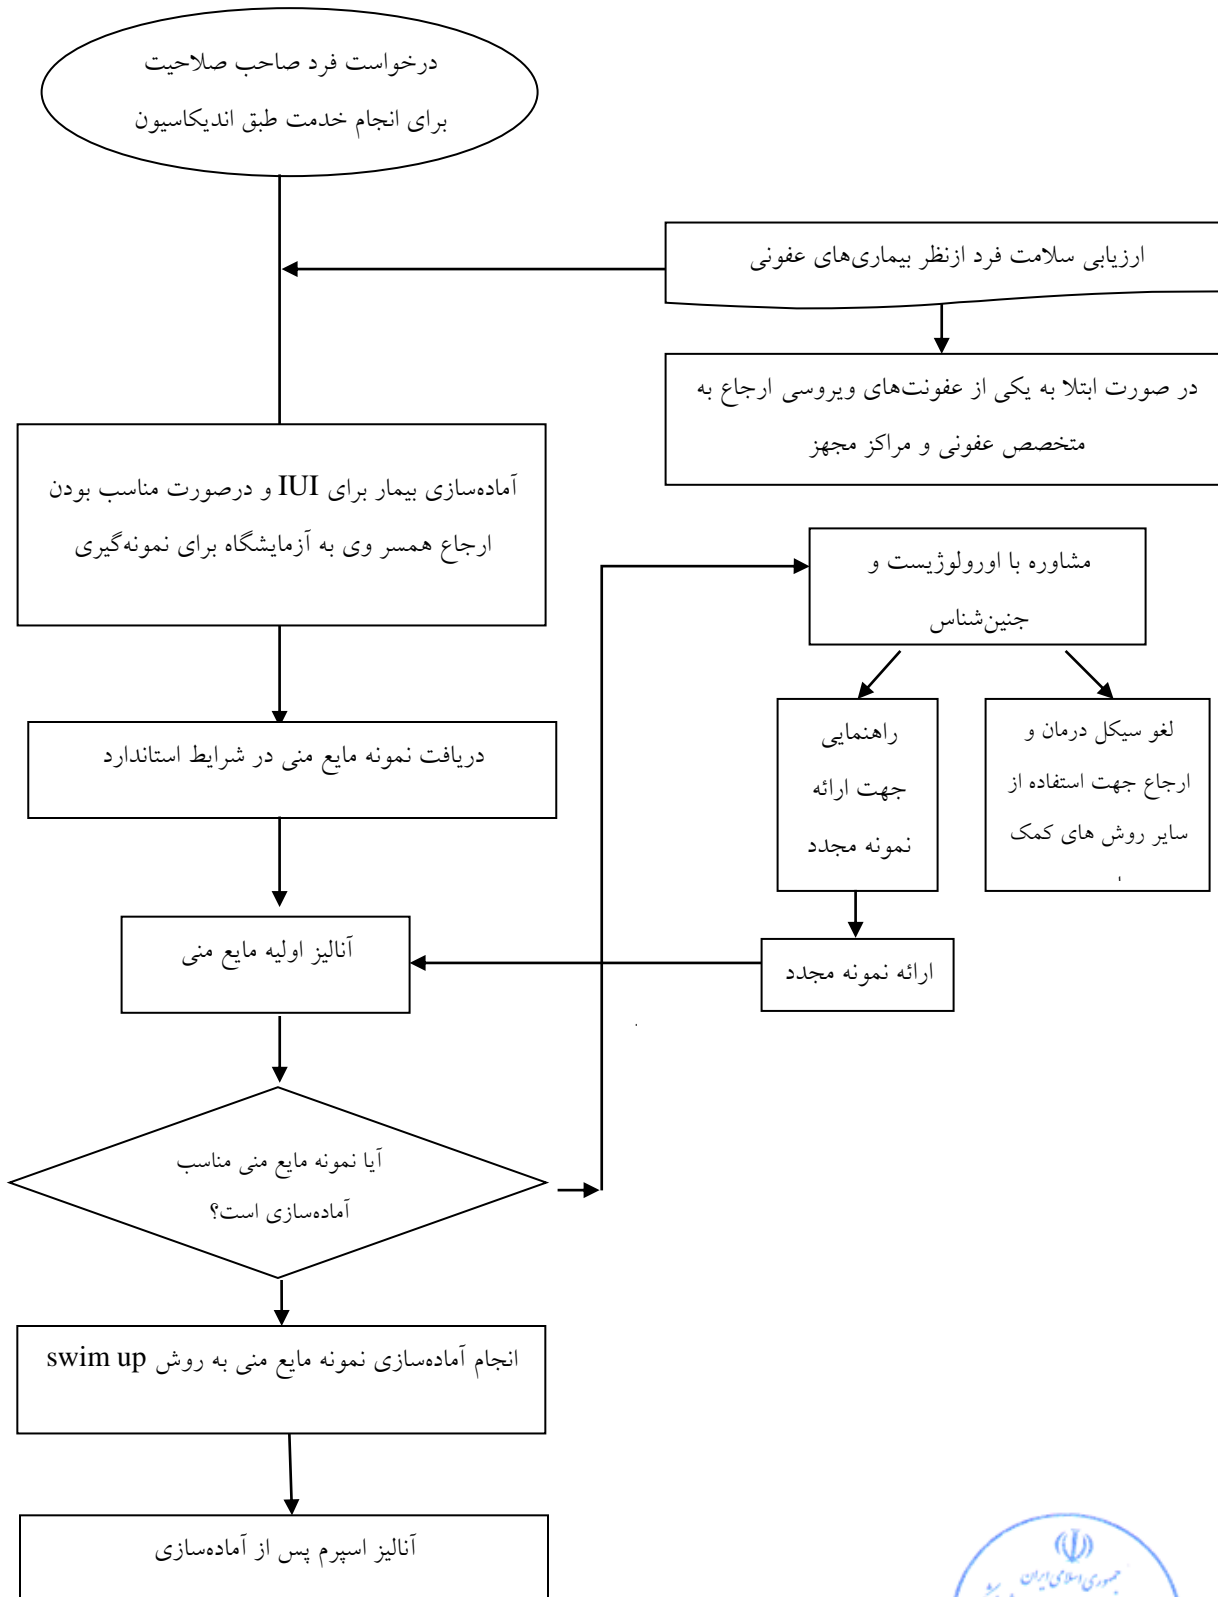 درخواست فرد صاحب صلاحیت
برای انجام خدمت طبق اندیکاسیون
ارزیابی سلامت فرد ازنظر بیماری‌های عفونی
در صورت ابتلا به یکی از عفونت‌های ویروسی ارجاع به
متخصص عفونی و مراکز مجهز
آماده‌سازی بیمار برای IUI و درصورت مناسب بودن
ارجاع همسر وی به آزمایشگاه برای نمونه‌گیری
مشاوره با اورولوژیست و
جنین‌شناس
راهنمایی
جهت ارائه
نمونه مجدد
لغو سیکل درمان و
ارجاع جهت استفاده از
سایر روش های کمک
دریافت نمونه مایع منی در شرایط استاندارد
آنالیز اولیه مایع منی
ارائه نمونه مجدد
آیا نمونه مایع منی مناسب
آماده‌سازی است؟
انجام آماده‌سازی نمونه مایع منی به روش swim up
آنالیز اسپرم پس از آماده‌سازی
جمهوری اسلامی ایران